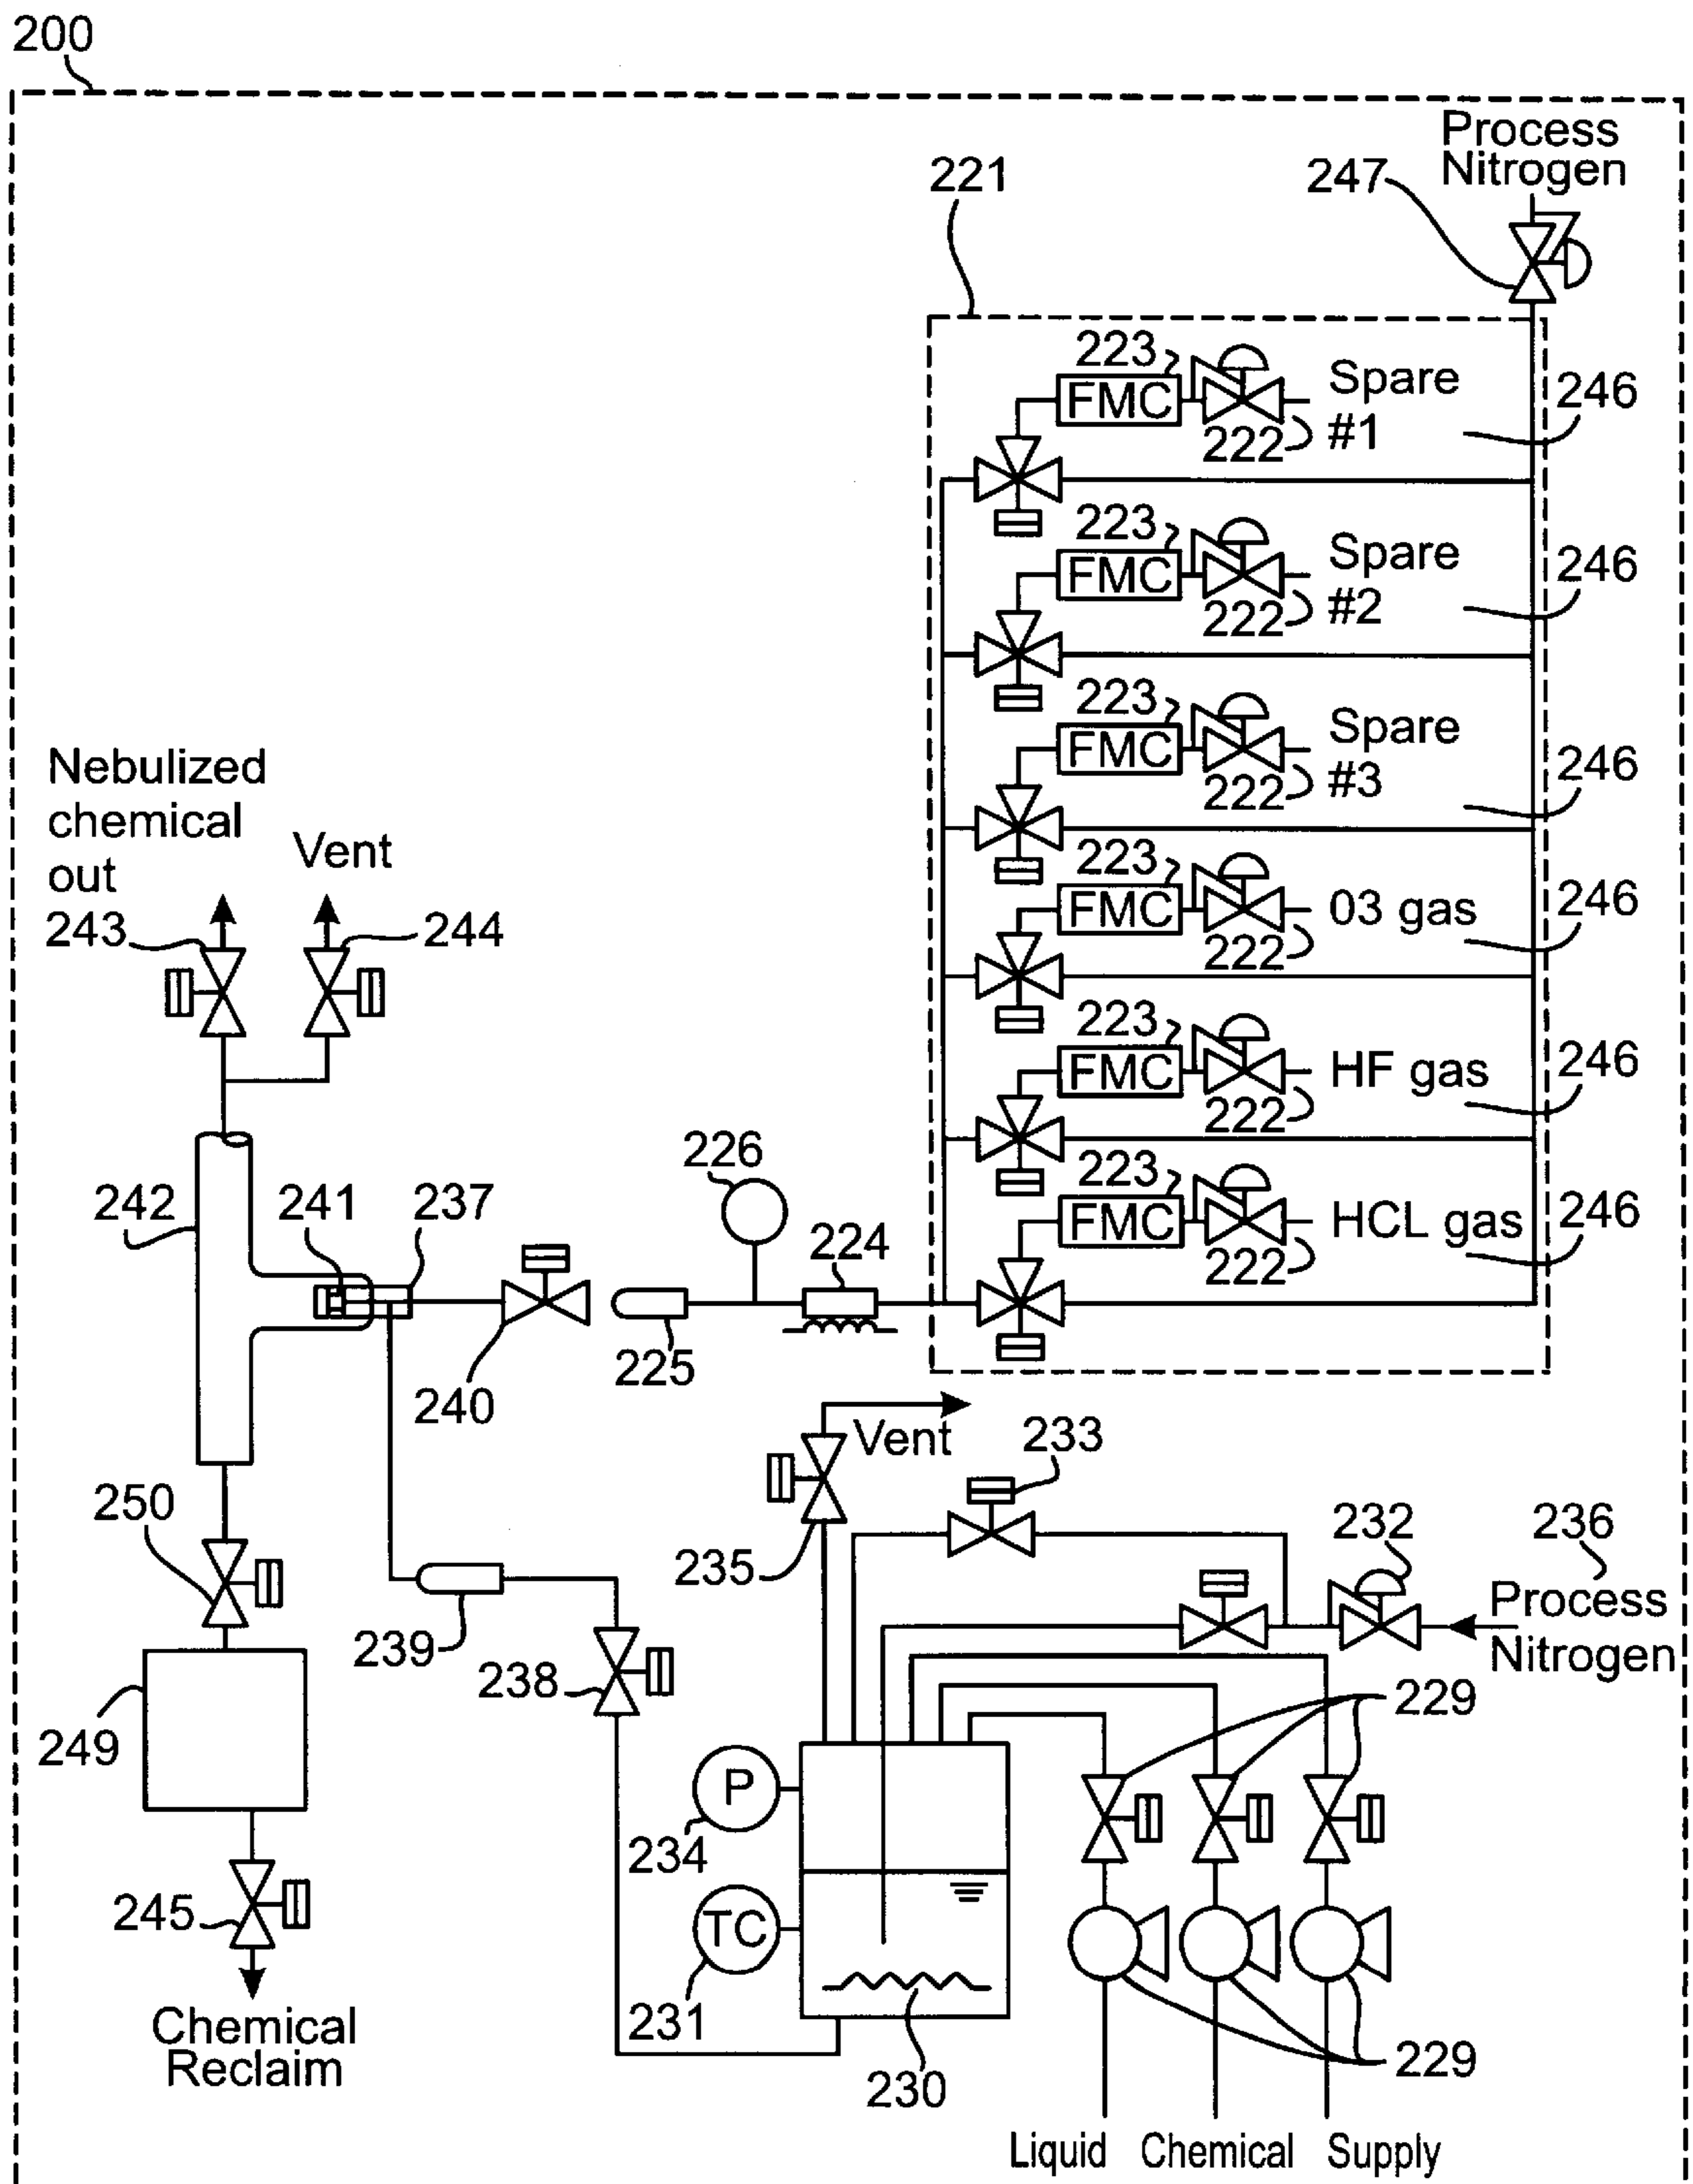 200
Process
Nitrogen
247
221
223
FMC
222
Spare
#1
246
223
FMC
222
Spare
#2
246
223
FMC
222
Spare
#3
246
223
FMC
222
03 gas
246
223
FMC
222
HF gas
246
223
FMC
222
HCL gas
246
Nebulized
chemical
out
Vent
243
244
242
241
237
226
224
240
225
Vent
233
250
235
232
236
Process
Nitrogen
239
238
229
249
P
234
245
TC
231
230
229
Chemical
Reclaim
Liquid Chemical Supply